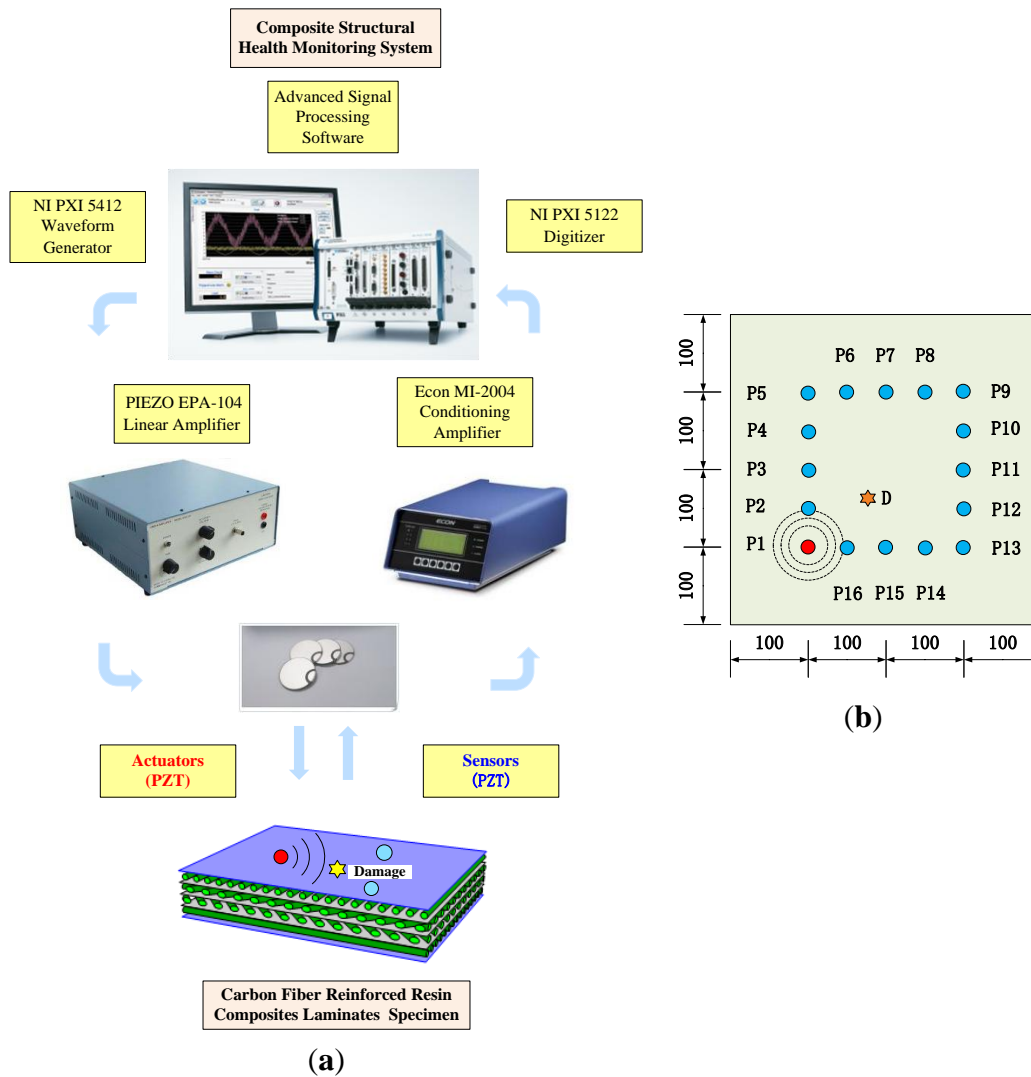 Composite Structural
Health Monitoring System
Advanced Signal
Processing
Software
NI PXI 5412
Waveform
Generator
NI PXI 5122
Digitizer
PIEZO EPA-104
Linear Amplifier
Econ MI-2004
Conditioning
Amplifier
ECON
Actuators
(PZT)
Sensors
(PZT)
Damage
Carbon Fiber Reinforced Resin
Composites Laminates Specimen
(a)
100
100
100
100
P6 P7 P8
P5 P9
P4 P10
P3 P11
D
P2 P12
P1 P13
P16 P15 P14
100 100 100 100
(b)